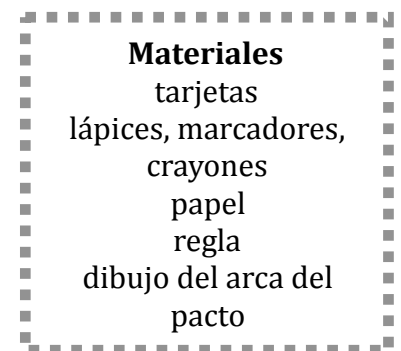 Materiales
tarjetas
lápices, marcadores,
crayones
papel
regla
dibujo del arca del
pacto